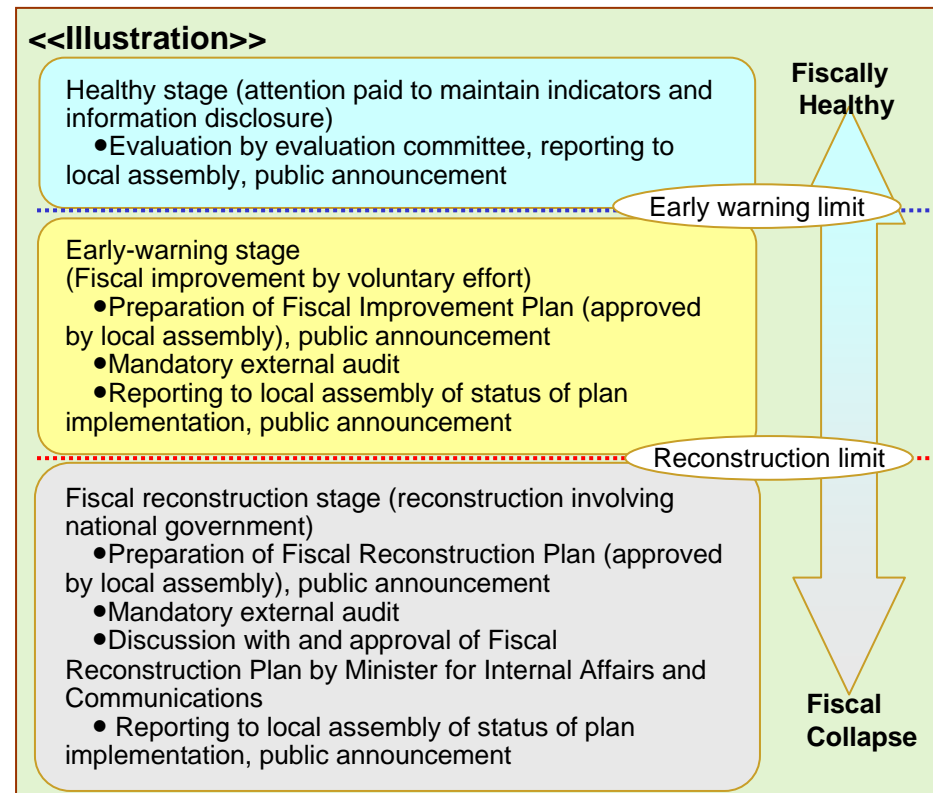 <<Illustration>>
Healthy stage (attention paid to maintain indicators and
information disclosure)
●Evaluation by evaluation committee, reporting to
local assembly, public announcement
Fiscally
Healthy
Early warning limit
Early-warning stage
(Fiscal improvement by voluntary effort)
●Preparation of Fiscal Improvement Plan (approved
by local assembly), public announcement
●Mandatory external audit
●Reporting to local assembly of status of plan
implementation, public announcement
Reconstruction limit
Fiscal reconstruction stage (reconstruction involving
national government)
●Preparation of Fiscal Reconstruction Plan (approved
by local assembly), public announcement
●Mandatory external audit
●Discussion with and approval of Fiscal
Reconstruction Plan by Minister for Internal Affairs and
Communications
● Reporting to local assembly of status of plan
implementation, public announcement
Fiscal
Collapse